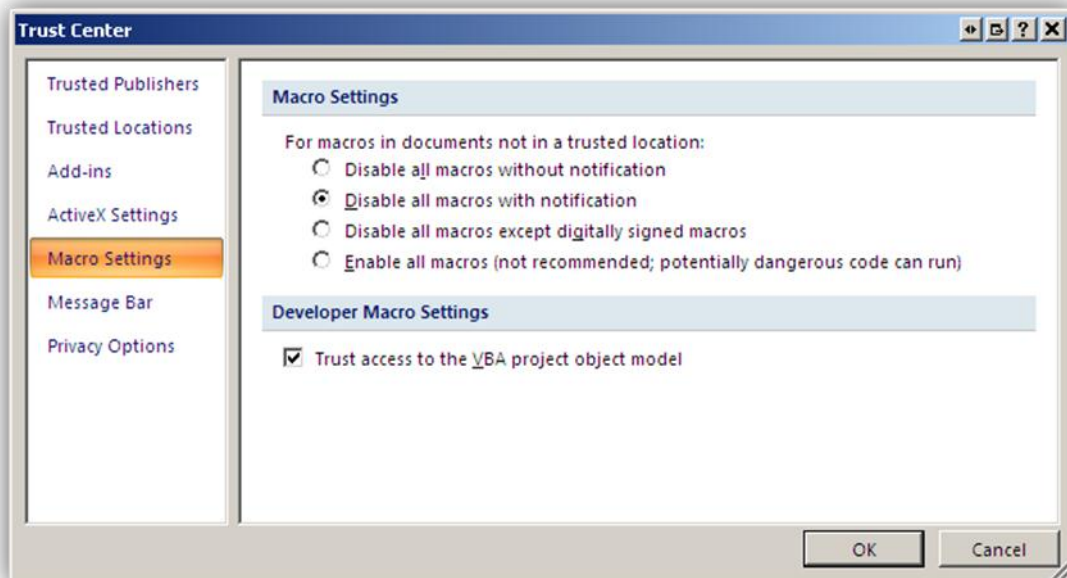 Trust Center
Trusted Publishers
Trusted Locations
Add-ins
ActiveX Settings
Macro Settings
Message Bar
Privacy Options
Macro Settings
For macros in documents not in a trusted location:
Disable all macros without notification
Disable all macros with notification
Disable all macros except digitally signed macros
Enable all macros (not recommended; potentially dangerous code can run)
Developer Macro Settings
Trust access to the VBA project object model
OK
Cancel